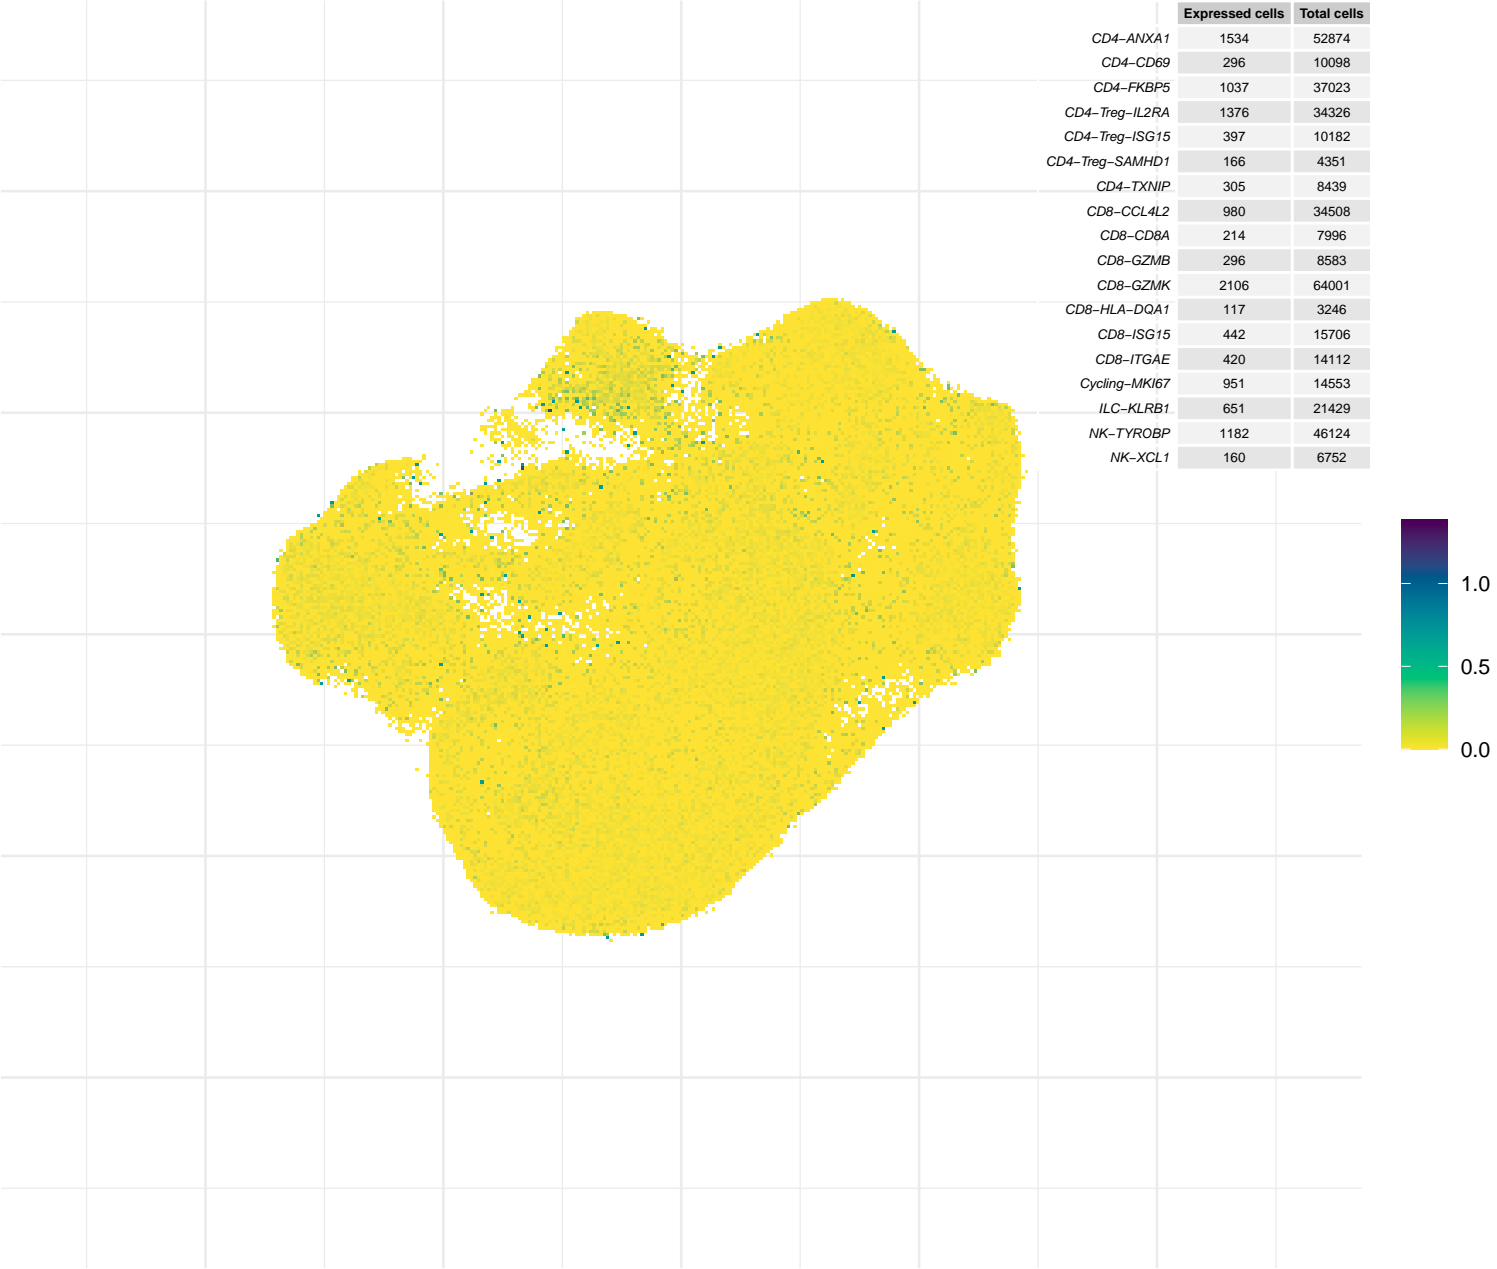 Expressed cells Total cells
CD4−ANXA1 1534 52874
CD4−CD69 296 10098
CD4−FKBP5 1037 37023
CD4−Treg−IL2RA 1376 34326
CD4−Treg−ISG15 397 10182
CD4−Treg−SAMHD1 166 4351
CD4−TXNIP 305 8439
CD8−CCL4L2 980 34508
CD8−CD8A 214 7996
CD8−GZMB 296 8583
CD8−GZMK 2106 64001
CD8−HLA−DQA1 117 3246
CD8−ISG15 442 15706
CD8−ITGAE 420 14112
Cycling−MKI67 951 14553
ILC−KLRB1 651 21429
NK−TYROBP 1182 46124
NK−XCL1 160 6752
1.0
0.5
0.0